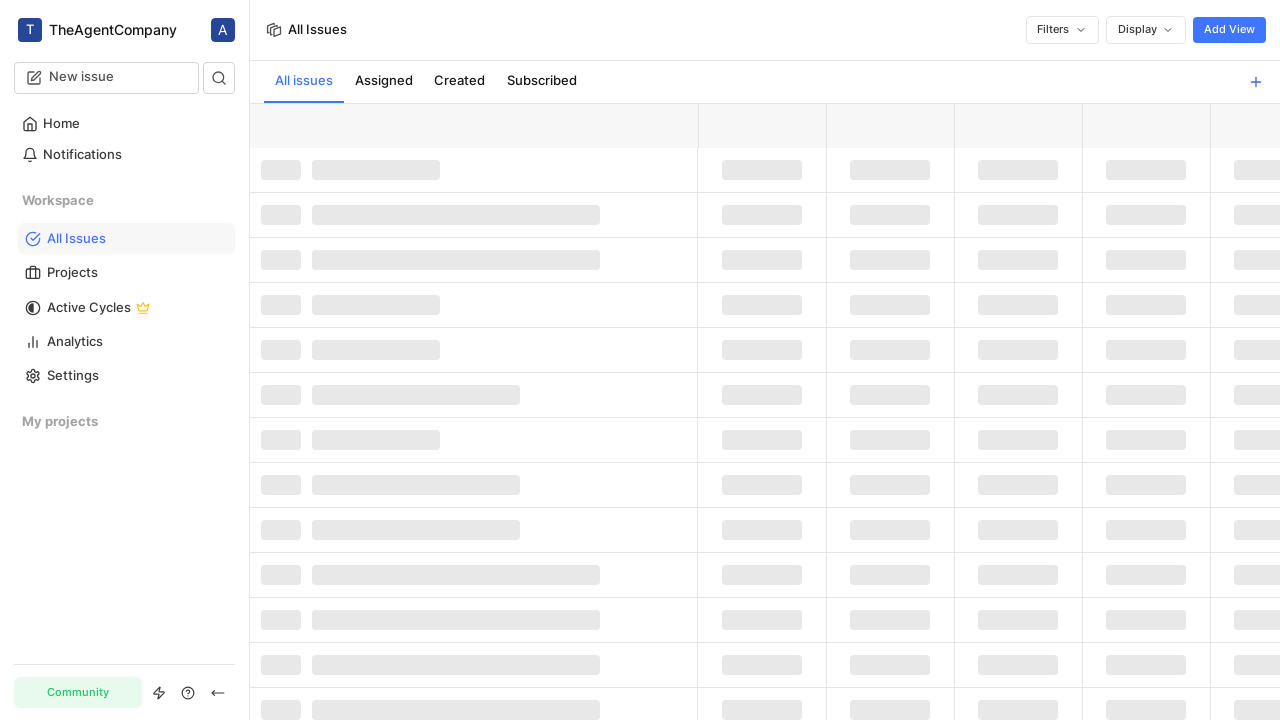 T
TheAgentCompany
A
New issue
Home
Notifications
Workspace
All Issues
Projects
Active Cycles
Analytics
Settings
My projects
Community
All Issues
Filters
Display
Add View
All issues
Assigned
Created
Subscribed